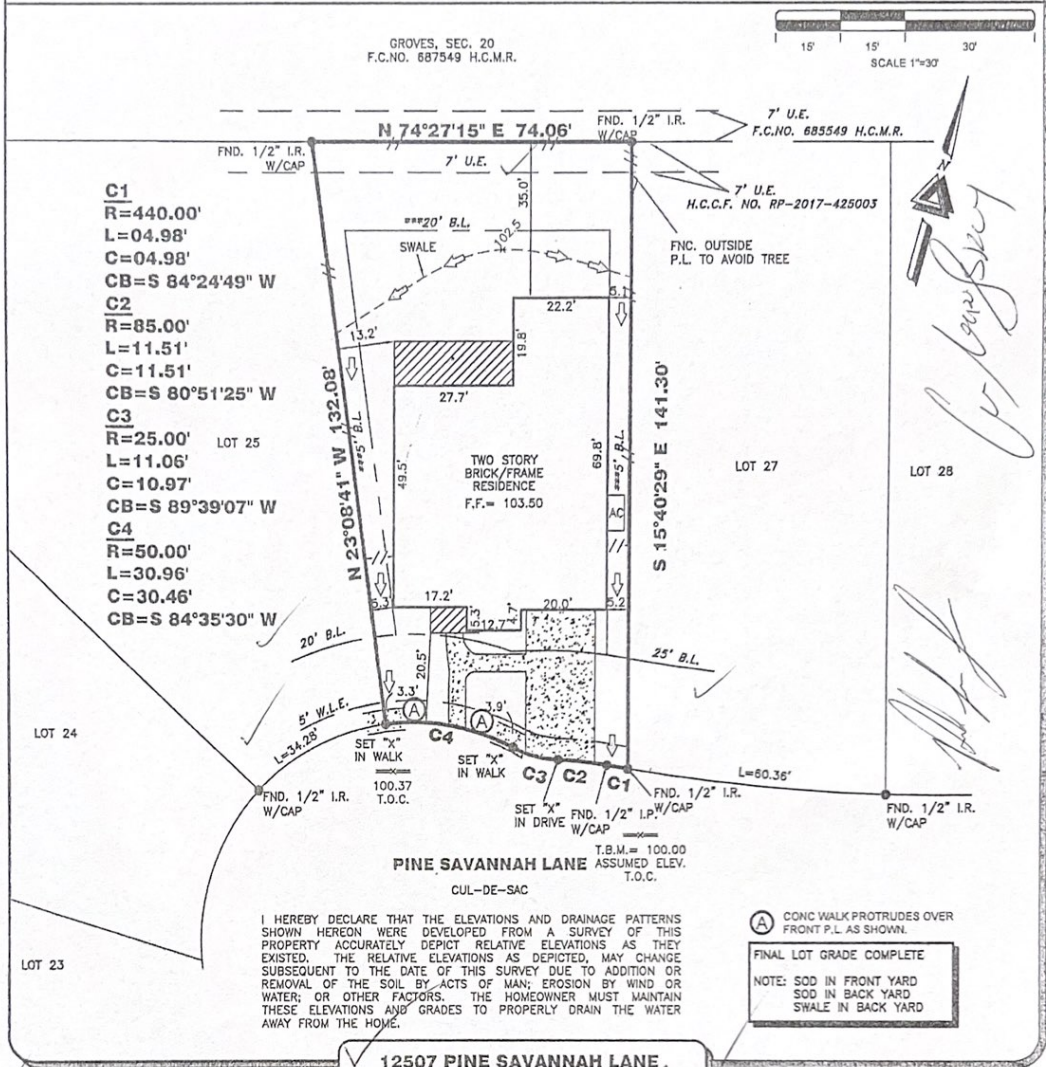 GROVES, SEC. 20
F.C.NO. 687549 H.C.M.R.
15' 15' 30'
SCALE 1"=30'
7' U.E.
F.C.NO. 685549 H.C.M.R.
FND. 1/2" I.R.
W/CAP
N 74°27'15" E 74.06'
FND. 1/2" I.R.
W/CAP
7' U.E.
7' U.E.
H.C.C.F. NO. RP-2017-425003
N
35.0'
FNC. OUTSIDE
P.L. TO AVOID TREE
C1
R=440.00'
L=04.98'
C=04.98'
CB=S 84°24'49" W
C2
R=85.00'
L=11.51'
C=11.51'
CB=S 80°51'25" W
C3
R=25.00'
L=11.06'
C=10.97'
CB=S 89°39'07" W
C4
R=50.00'
L=30.96'
C=30.46'
CB=S 84°35'30" W
***20' B.L.
SWALE
102.5
5.1
22.2'
13.2'
19.8'
27.7'
N 23°08'41" W 132.08'
***5' B.L.
49.5'
TWO STORY
BRICK/FRAME
RESIDENCE
F.F.= 103.50
69.8'
***5' B.L.
AC
S 15°40'29" E 141.30'
LOT 25
LOT 27
LOT 28
5.3
17.2'
5.3'
12.7'
4.7'
20.0'
5.2
20' B.L.
20.5'
25' B.L.
5' W.L.E.
3.3'
A
A
3.9'
LOT 24
L=34.28'
C4
C3
C2
C1
L=60.36'
SET "X"
IN WALK
100.37
T.O.C.
SET "X"
IN WALK
FND. 1/2" I.R.
W/CAP
SET "X"
IN DRIVE
FND. 1/2" I.P.
W/CAP
FND. 1/2" I.R.
W/CAP
FND. 1/2" I.R.
W/CAP
T.B.M.= 100.00
ASSUMED ELEV.
T.O.C.
PINE SAVANNAH LANE
CUL-DE-SAC
LOT 23
I HEREBY DECLARE THAT THE ELEVATIONS AND DRAINAGE PATTERNS
SHOWN HEREON WERE DEVELOPED FROM A SURVEY OF THIS
PROPERTY ACCURATELY DEPICT RELATIVE ELEVATIONS AS THEY
EXISTED. THE RELATIVE ELEVATIONS AS DEPICTED, MAY CHANGE
SUBSEQUENT TO THE DATE OF THIS SURVEY DUE TO ADDITION OR
REMOVAL OF THE SOIL BY ACTS OF MAN; EROSION BY WIND OR
WATER; OR OTHER FACTORS. THE HOMEOWNER MUST MAINTAIN
THESE ELEVATIONS AND GRADES TO PROPERLY DRAIN THE WATER
AWAY FROM THE HOME.
A CONC WALK PROTRUDES OVER
FRONT P.L. AS SHOWN.
FINAL LOT GRADE COMPLETE
NOTE: SOD IN FRONT YARD
SOD IN BACK YARD
SWALE IN BACK YARD
12507 PINE SAVANNAH LANE